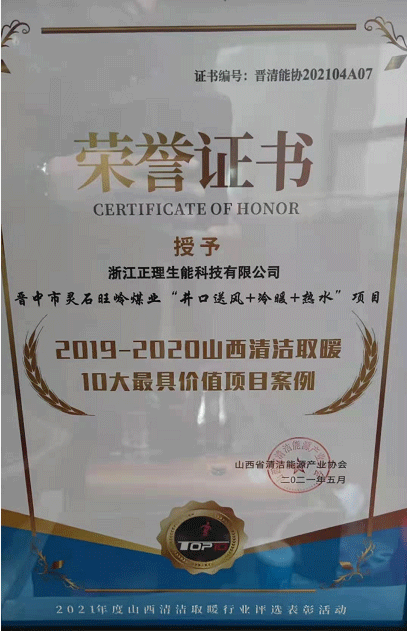 证书编号：晋清能协202104A07
荣誉证书
CERTIFICATE OF HONOR
授予
浙江正理生能科技有限公司
晋中市灵石旺岭煤业“井口送风+冷暖+热水”项目
2019-2020山西清洁取暖
10大最具价值项目案例
山西省清洁能源产业协会
二〇二一年五月
TOP10
2021年度山西清洁取暖行业评选表彰活动